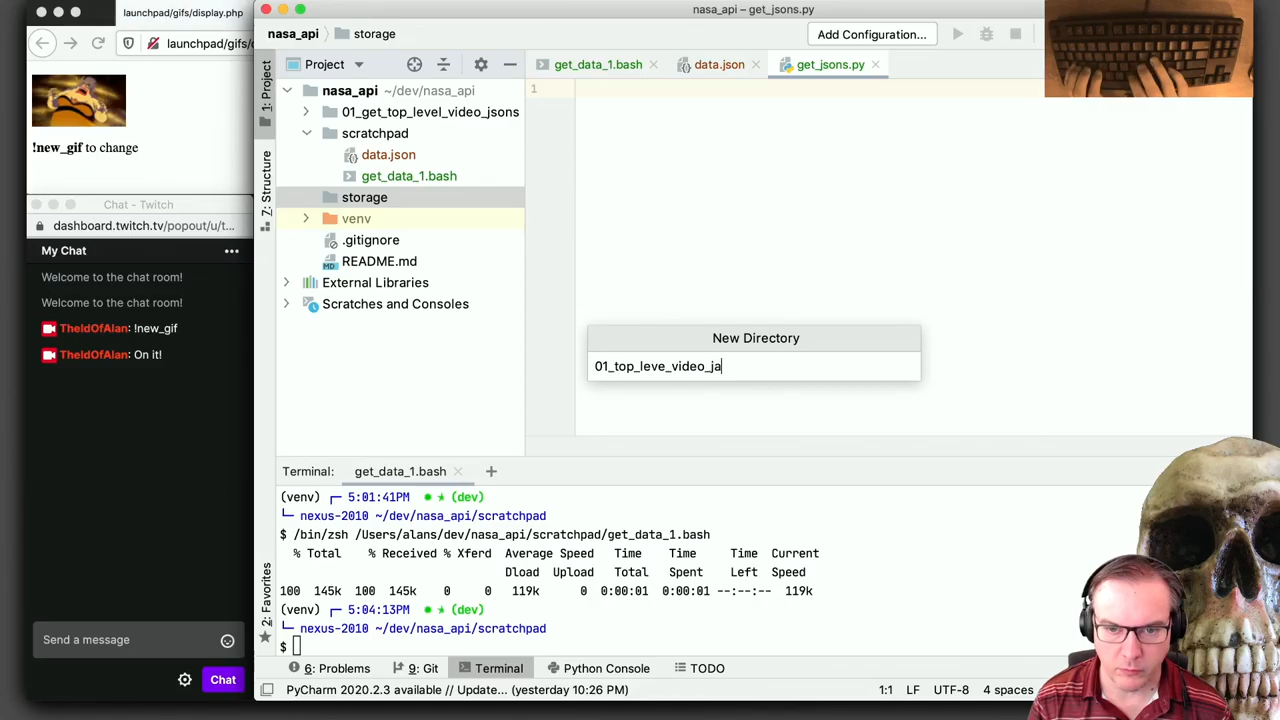 launchpad/gifs/display.php
launchpad/gifs/
!new_gif to change
Chat - Twitch
dashboard.twitch.tv/popout/u/t...
My Chat
Welcome to the chat room!
Welcome to the chat room!
TheIdOfAlan: !new_gif
TheIdOfAlan: On it!
Send a message
Chat
nasa_api – get_jsons.py
nasa_api
storage
Add Configuration...
1: Project
7: Structure
2: Favorites
Project
get_data_1.bash
data.json
get_jsons.py
nasa_api ~/dev/nasa_api
01_get_top_level_video_jsons
scratchpad
data.json
get_data_1.bash
storage
venv
.gitignore
README.md
External Libraries
Scratches and Consoles
1
New Directory
01_top_leve_video_ja
Terminal:
get_data_1.bash
(venv) 5:01:41PM (dev)
nexus-2010 ~/dev/nasa_api/scratchpad
$ /bin/zsh /Users/alans/dev/nasa_api/scratchpad/get_data_1.bash
% Total % Received % Xferd Average Speed Time Time Time Current
Dload Upload Total Spent Left Speed
100 145k 100 145k 0 0 119k 0 0:00:01 0:00:01 --:--:-- 119k
(venv) 5:04:13PM (dev)
nexus-2010 ~/dev/nasa_api/scratchpad
$
6: Problems
9: Git
Terminal
Python Console
TODO
PyCharm 2020.2.3 available // Update... (yesterday 10:26 PM)
1:1
LF
UTF-8
4 spaces